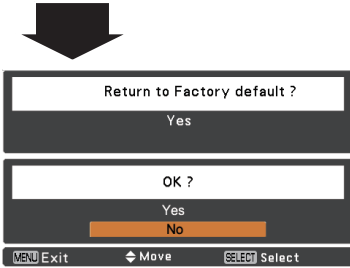 Return to Factory default ?
Yes
OK ?
Yes
No
MENU Exit Move SELECT Select